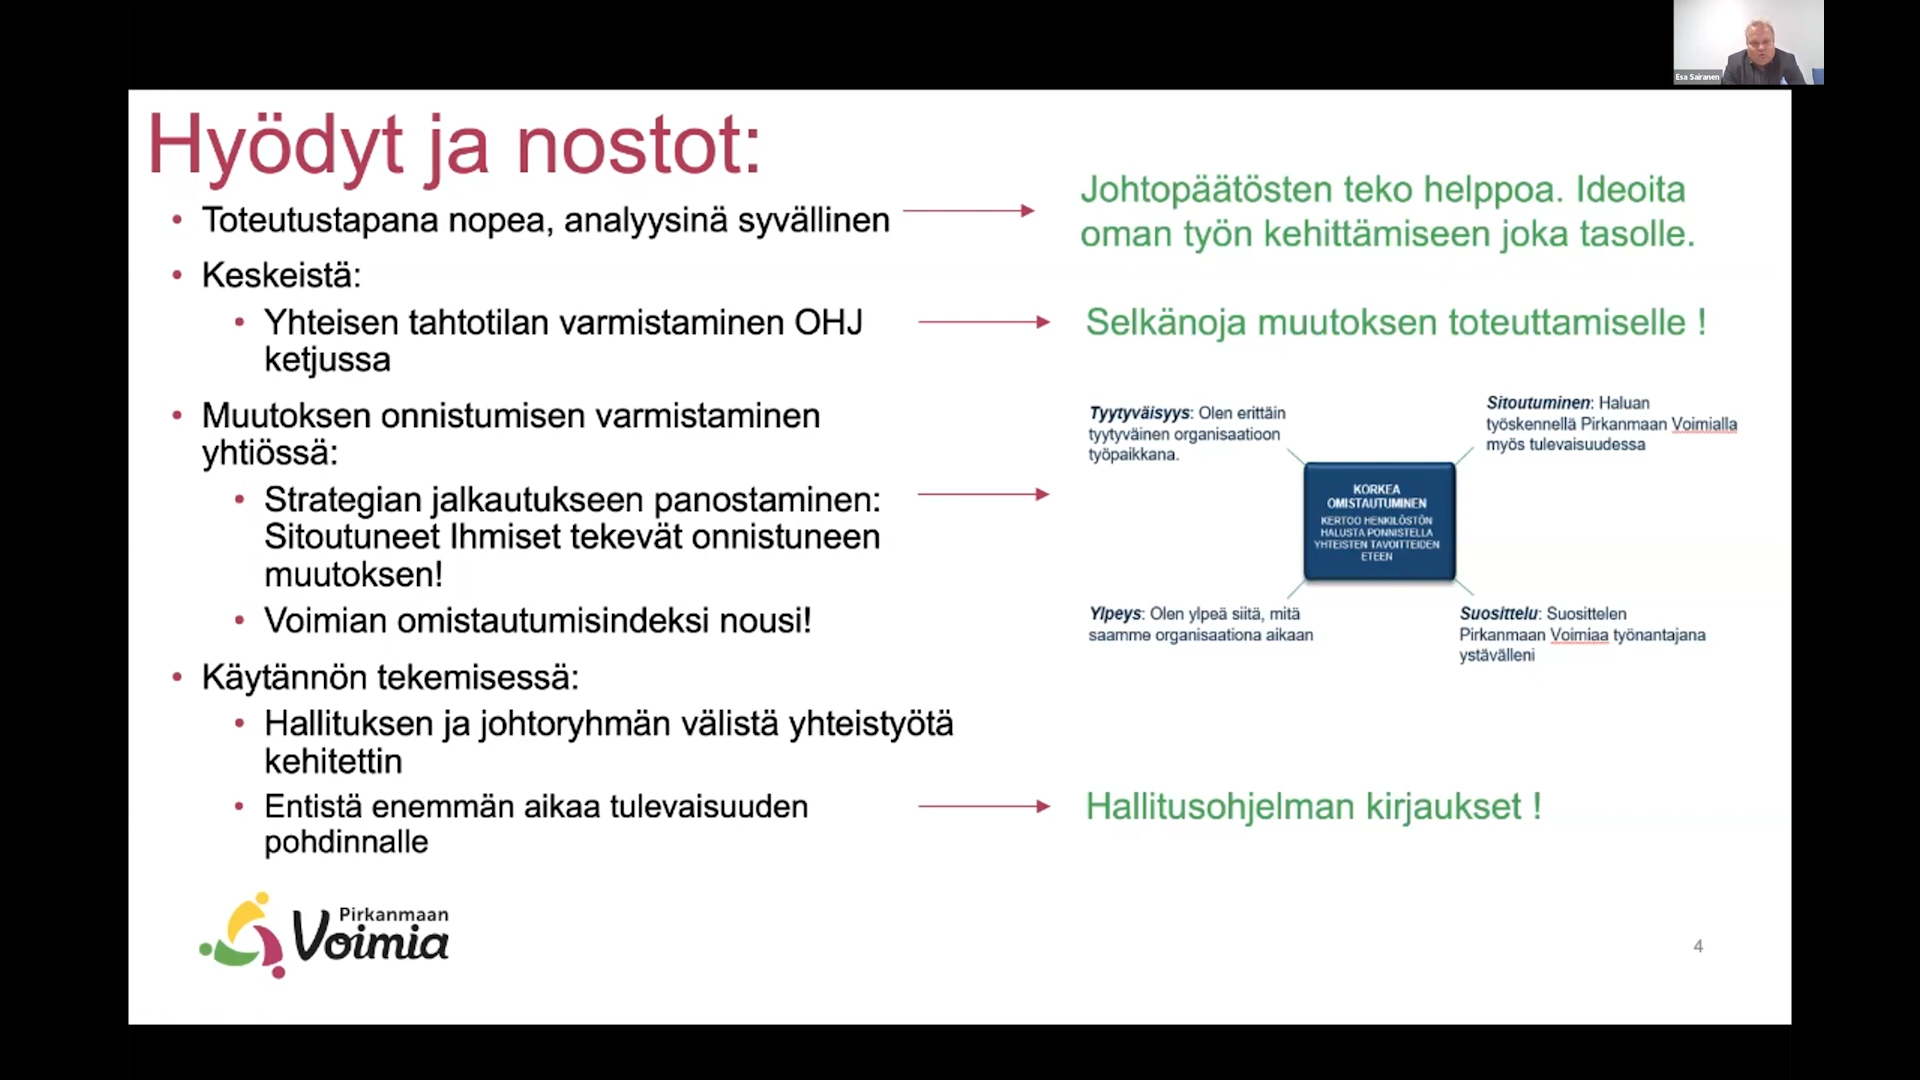 Esa Sairanen
Hyödyt ja nostot:
• Toteutustapana nopea, analyysinä syvällinen
Johtopäätösten teko helppoa. Ideoita
oman työn kehittämiseen joka tasolle.
• Keskeistä:
• Yhteisen tahtotilan varmistaminen OHJ
ketjussa
Selkänoja muutoksen toteuttamiselle !
• Muutoksen onnistumisen varmistaminen
yhtiössä:
• Strategian jalkautukseen panostaminen:
Sitoutuneet Ihmiset tekevät onnistuneen
muutoksen!
• Voimian omistautumisindeksi nousi!
Tyytyväisyys: Olen erittäin
tyytyväinen organisaatioon
työpaikkana.
Sitoutuminen: Haluan
työskennellä Pirkanmaan Voimialla
myös tulevaisuudessa
KORKEA
OMISTAUTUMINEN
KERTOO HENKILÖSTÖN
HALUSTA PONNISTELLA
YHTEISTEN TAVOITTEIDEN
ETEEN
Ylpeys: Olen ylpeä siitä, mitä
saamme organisaationa aikaan
Suosittelu: Suosittelen
Pirkanmaan Voimiaa työnantajana
ystävälleni
• Käytännön tekemisessä:
• Hallituksen ja johtoryhmän välistä yhteistyötä
kehitettin
• Entistä enemmän aikaa tulevaisuuden
pohdinnalle
Hallitusohjelman kirjaukset !
Pirkanmaan
Voimia
4